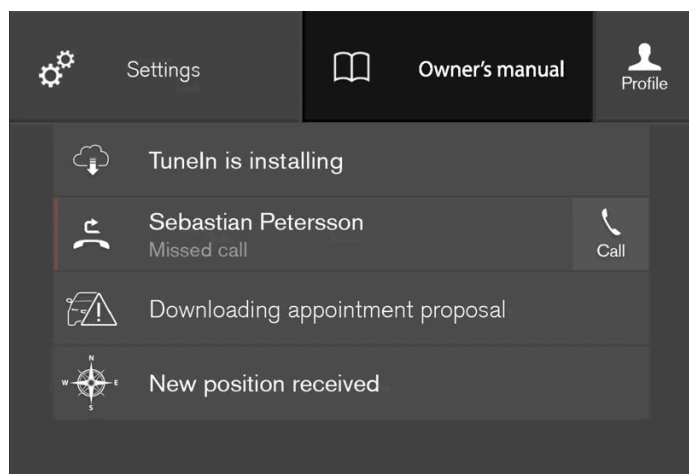 Settings
Owner's manual
Profile
TuneIn is installing
Sebastian Petersson
Missed call
Call
Downloading appointment proposal
N
W E
S
New position received